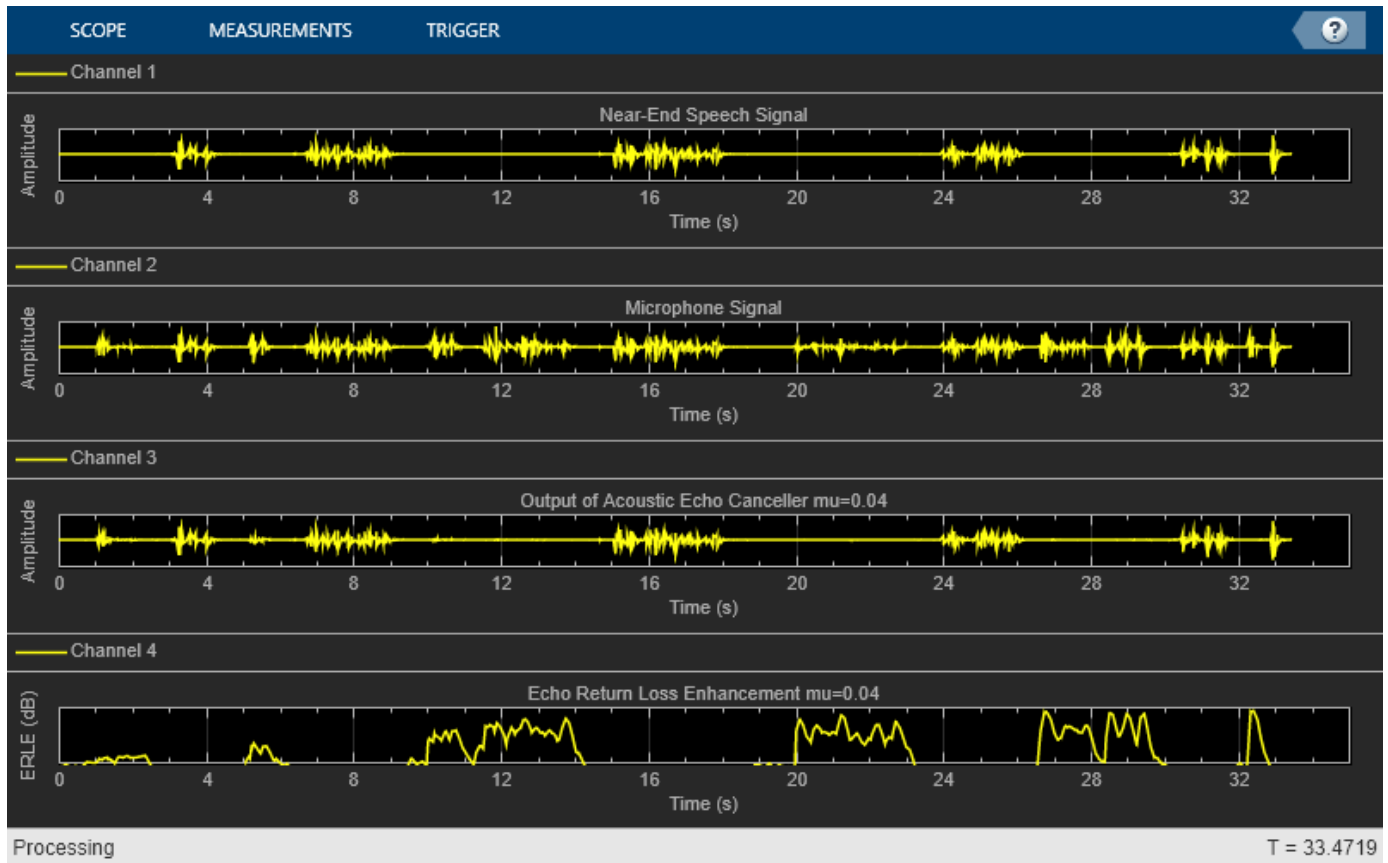 SCOPE MEASUREMENTS TRIGGER ?
Channel 1
Near-End Speech Signal
Amplitude
0 4 8 12 16 20 24 28 32
Time (s)
Channel 2
Microphone Signal
Amplitude
0 4 8 12 16 20 24 28 32
Time (s)
Channel 3
Output of Acoustic Echo Canceller mu=0.04
Amplitude
0 4 8 12 16 20 24 28 32
Time (s)
Channel 4
Echo Return Loss Enhancement mu=0.04
ERLE (dB)
0 4 8 12 16 20 24 28 32
Time (s)
Processing T = 33.4719